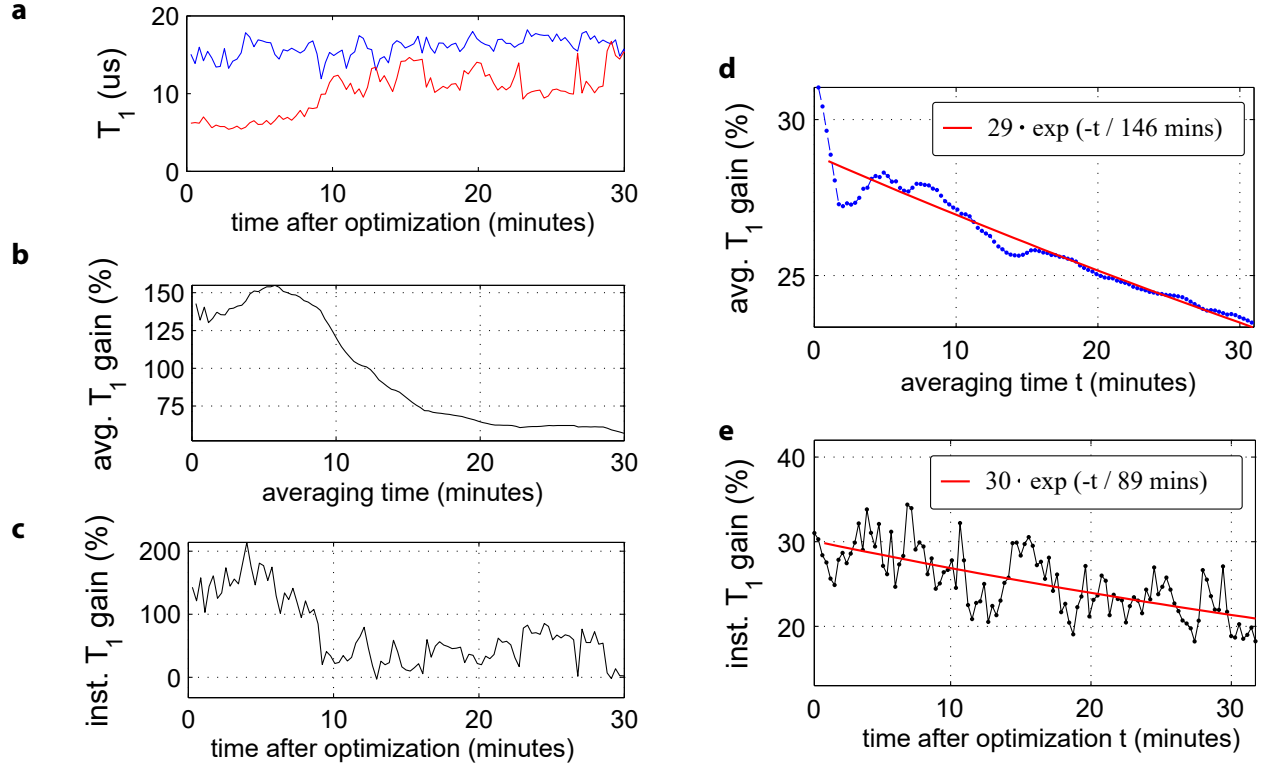 a
T1 (us)
20
10
0
0 10 20 30
time after optimization (minutes)
b
avg. T1 gain (%)
150
125
100
75
0 10 20 30
averaging time (minutes)
c
inst. T1 gain (%)
200
100
0
0 10 20 30
time after optimization (minutes)
d
avg. T1 gain (%)
30
25
29 · exp (-t / 146 mins)
0 10 20 30
averaging time t (minutes)
e
inst. T1 gain (%)
40
30
20
30 · exp (-t / 89 mins)
0 10 20 30
time after optimization t (minutes)